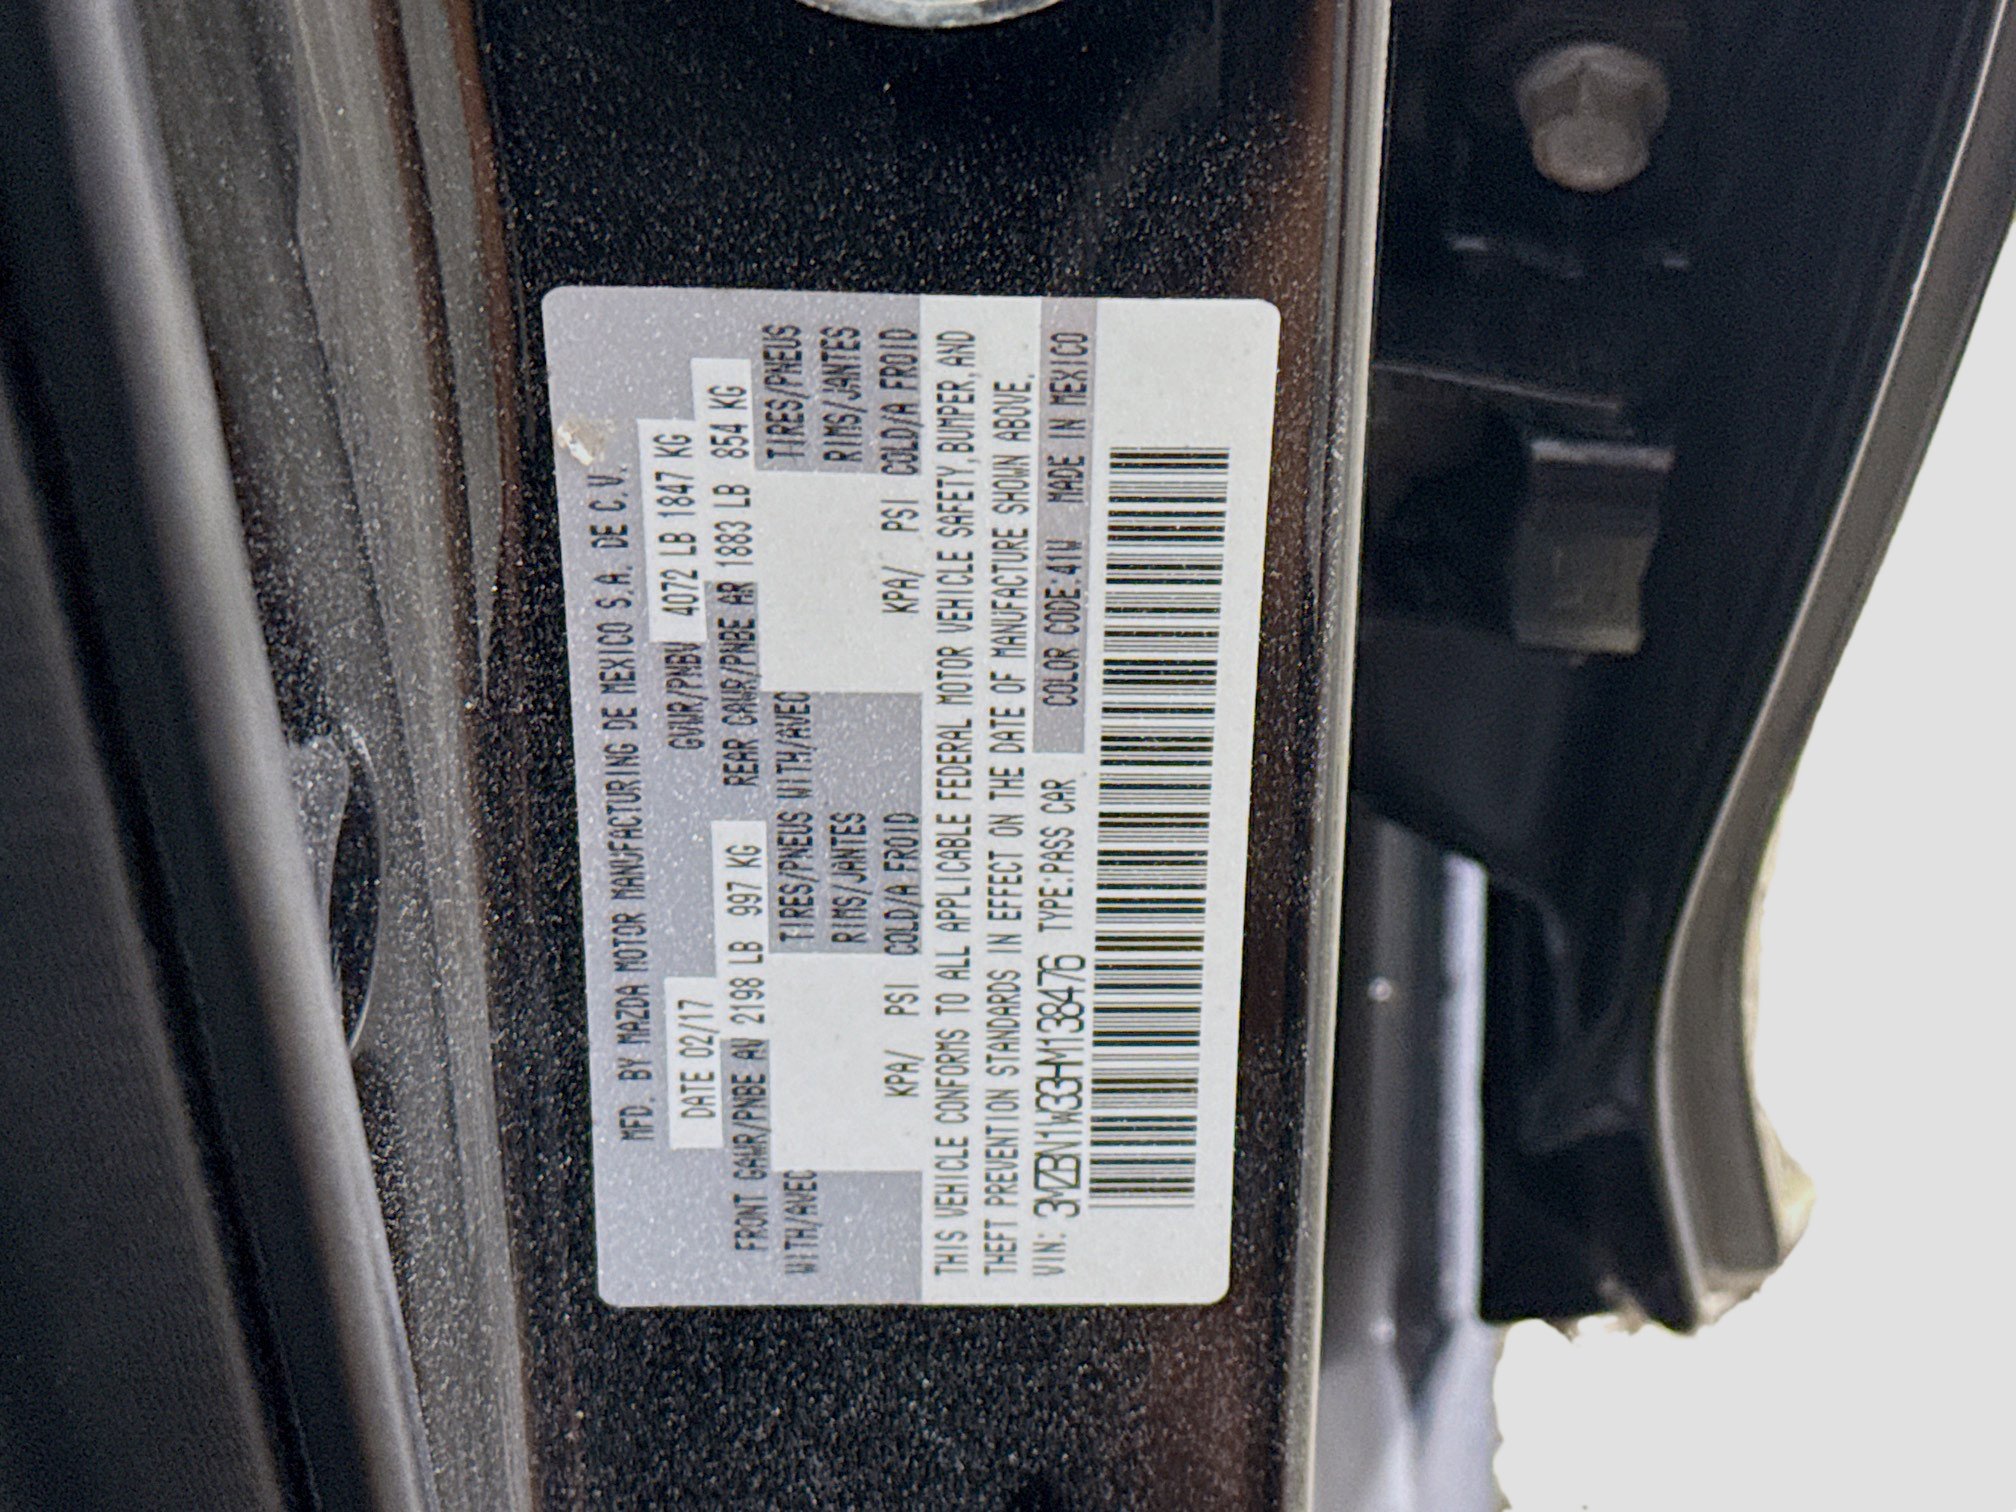 MFD. BY MAZDA MOTOR MANUFACTURING DE MEXICO S.A. DE C.V.
DATE 02/17 GVWR/PNBV 4072 LB 1847 KG
FRONT GAWR/PNBE AV 2198 LB 997 KG REAR GAWR/PNBE AR 1883 LB 854 KG
WITH/AVEC TIRES/PNEUS WITH/AVEC TIRES/PNEUS
RIMS/JANTES RIMS/JANTES
KPA/ PSI COLD/A FROID KPA/ PSI COLD/A FROID
THIS VEHICLE CONFORMS TO ALL APPLICABLE FEDERAL MOTOR VEHICLE SAFETY, BUMPER, AND
THEFT PREVENTION STANDARDS IN EFFECT ON THE DATE OF MANUFACTURE SHOWN ABOVE.
VIN: 3MZBN1W33HM138476 TYPE:PASS CAR COLOR CODE:41W MADE IN MEXICO